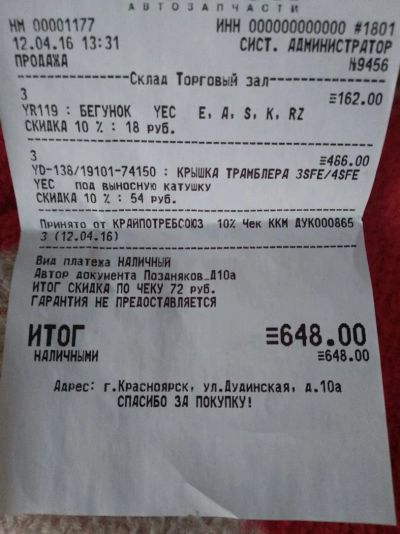 АВТОЗАПЧАСТИ
НМ 00001177 ИНН 000000000000 #1801
12.04.16 13:31 СИСТ. АДМИНИСТРАТОР
ПРОДАЖА №9456
Склад Торговый зал
3 ≡162.00
YR119 : БЕГУНОК YEC E, A, S, K, RZ
СКИДКА 10 % : 18 руб.
3 ≡466.00
YD-138/19101-74150 : КРЫШКА ТРАМБЛЕРА 3SFE/4SFE
YEC под выносную катушку
СКИДКА 10 % : 54 руб.
Принято от КРАЙПОТРЕБСОЮЗ 10% Чек ККМ ДУК000865
3 (12.04.16)
Вид платежа НАЛИЧНЫЙ
Автор документа Поздняков_Д10а
ИТОГ СКИДКА ПО ЧЕКУ 72 руб.
ГАРАНТИЯ НЕ ПРЕДОСТАВЛЯЕТСЯ
ИТОГ ≡648.00
НАЛИЧНЫМИ ≡648.00
Адрес: г.Красноярск, ул.Дудинская, д.10а
СПАСИБО ЗА ПОКУПКУ!